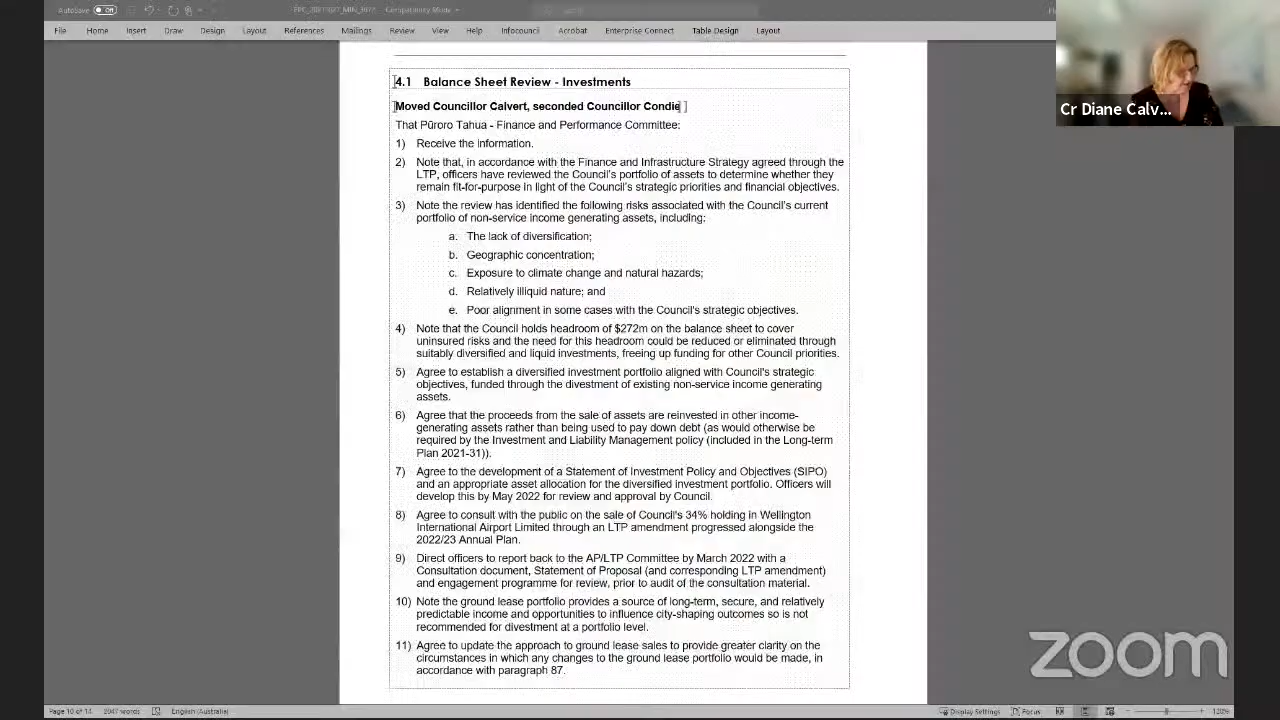 AutoSave Off
Compatibility Mode
File Home Insert Draw Design Layout References Mailings Review View Help Infocouncil Acrobat Enterprise Connect Table Design Layout
4.1 Balance Sheet Review - Investments
Moved Councillor Calvert, seconded Councillor Condie
That Pūroro Tahua - Finance and Performance Committee:
1) Receive the information.
2) Note that, in accordance with the Finance and Infrastructure Strategy agreed through the
LTP, officers have reviewed the Council's portfolio of assets to determine whether they
remain fit-for-purpose in light of the Council's strategic priorities and financial objectives.
3) Note the review has identified the following risks associated with the Council's current
portfolio of non-service income generating assets, including:
a. The lack of diversification;
b. Geographic concentration;
c. Exposure to climate change and natural hazards;
d. Relatively illiquid nature; and
e. Poor alignment in some cases with the Council's strategic objectives.
4) Note that the Council holds headroom of $272m on the balance sheet to cover
uninsured risks and the need for this headroom could be reduced or eliminated through
suitably diversified and liquid investments, freeing up funding for other Council priorities.
5) Agree to establish a diversified investment portfolio aligned with Council's strategic
objectives, funded through the divestment of existing non-service income generating
assets.
6) Agree that the proceeds from the sale of assets are reinvested in other income-
generating assets rather than being used to pay down debt (as would otherwise be
required by the Investment and Liability Management policy (included in the Long-term
Plan 2021-31)).
7) Agree to the development of a Statement of Investment Policy and Objectives (SIPO)
and an appropriate asset allocation for the diversified investment portfolio. Officers will
develop this by May 2022 for review and approval by Council.
8) Agree to consult with the public on the sale of Council's 34% holding in Wellington
International Airport Limited through an LTP amendment progressed alongside the
2022/23 Annual Plan.
9) Direct officers to report back to the AP/LTP Committee by March 2022 with a
Consultation document, Statement of Proposal (and corresponding LTP amendment)
and engagement programme for review, prior to audit of the consultation material.
10) Note the ground lease portfolio provides a source of long-term, secure, and relatively
predictable income and opportunities to influence city-shaping outcomes so is not
recommended for divestment at a portfolio level.
11) Agree to update the approach to ground lease sales to provide greater clarity on the
circumstances in which any changes to the ground lease portfolio would be made, in
accordance with paragraph 87.
Cr Diane Calv...
zoom
Page 10 of 14 2047 words English (Australia) Display Settings Focus 120%